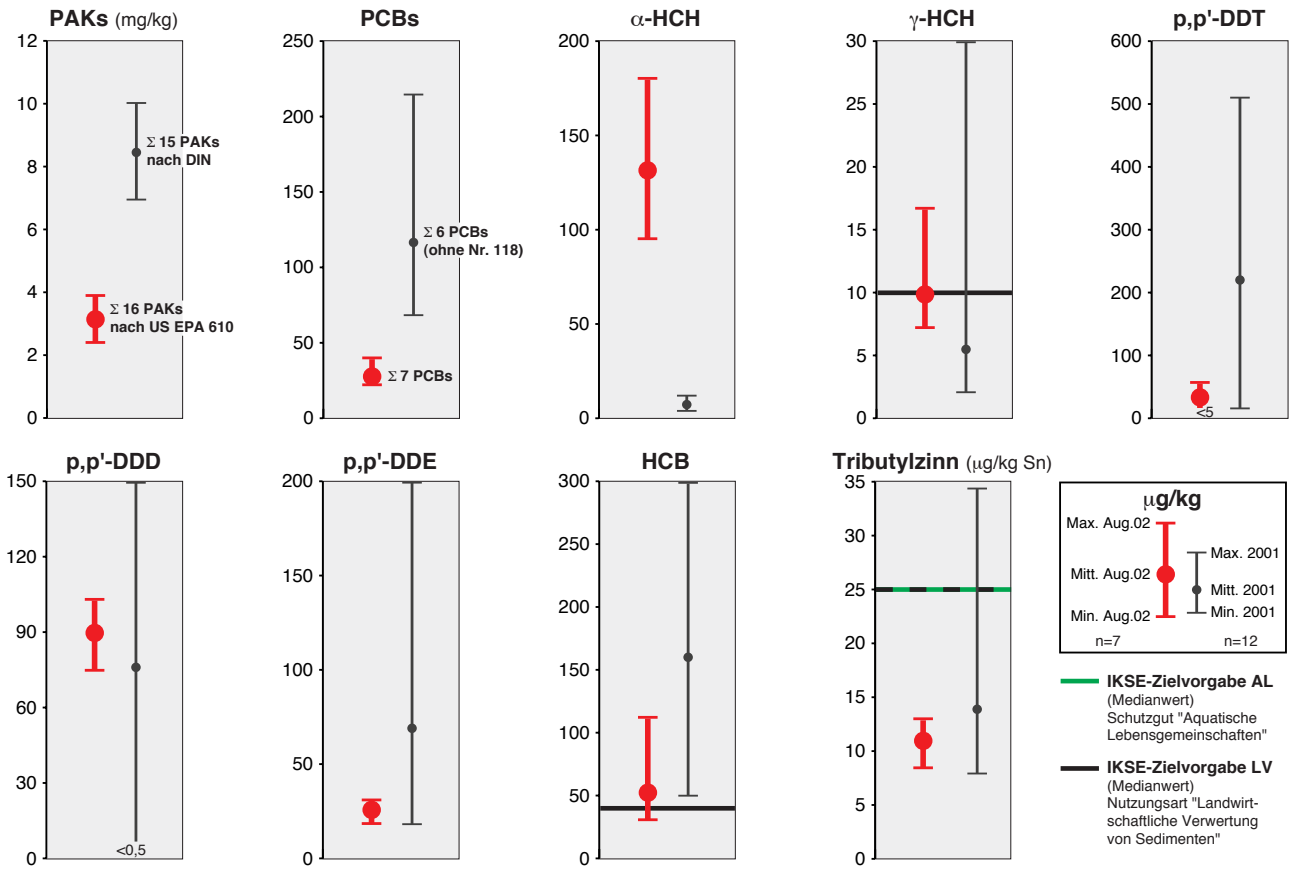 PAKs (mg/kg)
12
10
8
6
4
2
0
Σ 15 PAKs
nach DIN
Σ 16 PAKs
nach US EPA 610
PCBs
250
200
150
100
50
0
Σ 6 PCBs
(ohne Nr. 118)
Σ 7 PCBs
α-HCH
200
150
100
50
0
γ-HCH
30
25
20
15
10
5
0
p,p'-DDT
600
500
400
300
200
100
0
<5
p,p'-DDD
150
120
90
60
30
0
<0,5
p,p'-DDE
200
150
100
50
0
HCB
300
250
200
150
100
50
0
Tributylzinn (µg/kg Sn)
35
30
25
20
15
10
5
0
µg/kg
Max. Aug.02
Mitt. Aug.02
Min. Aug.02
n=7
Max. 2001
Mitt. 2001
Min. 2001
n=12
IKSE-Zielvorgabe AL
(Medianwert)
Schutzgut "Aquatische
Lebensgemeinschaften"
IKSE-Zielvorgabe LV
(Medianwert)
Nutzungsart "Landwirt-
schaftliche Verwertung
von Sedimenten"